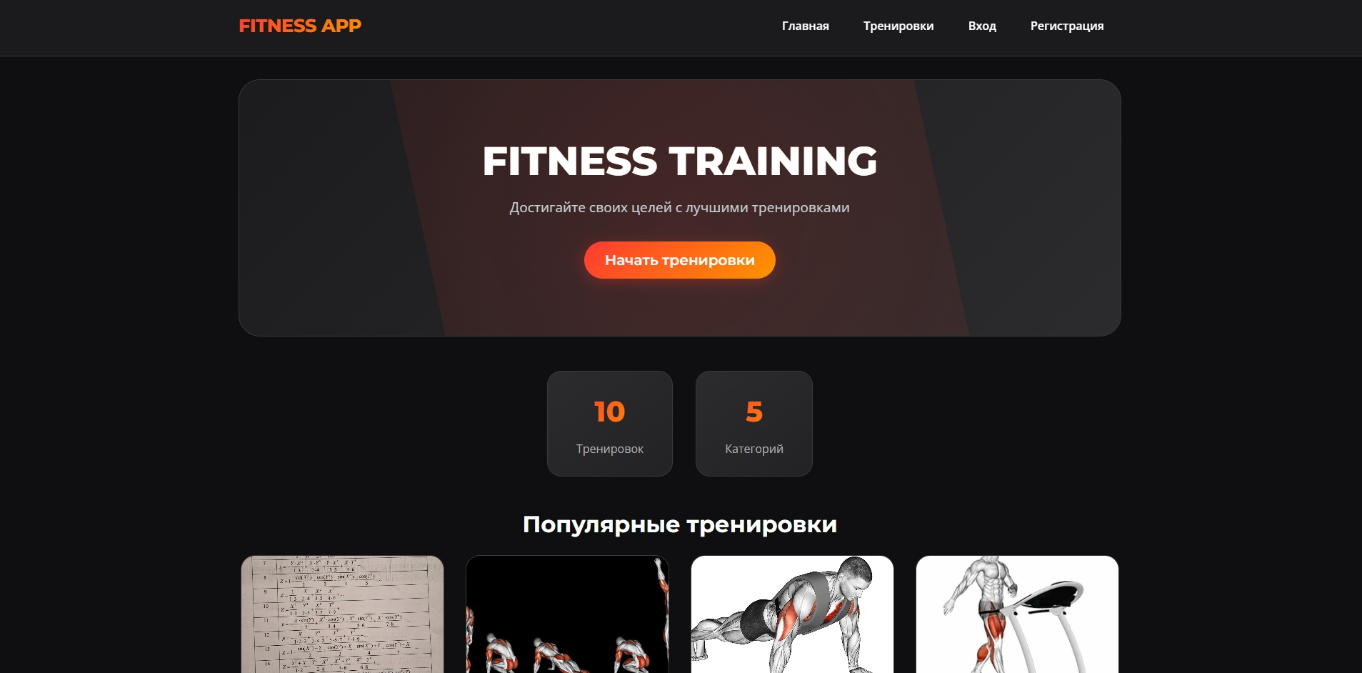 FITNESS APP
Главная Тренировки Вход Регистрация
FITNESS TRAINING
Достигайте своих целей с лучшими тренировками
Начать тренировки
10
Тренировок
5
Категорий
Популярные тренировки